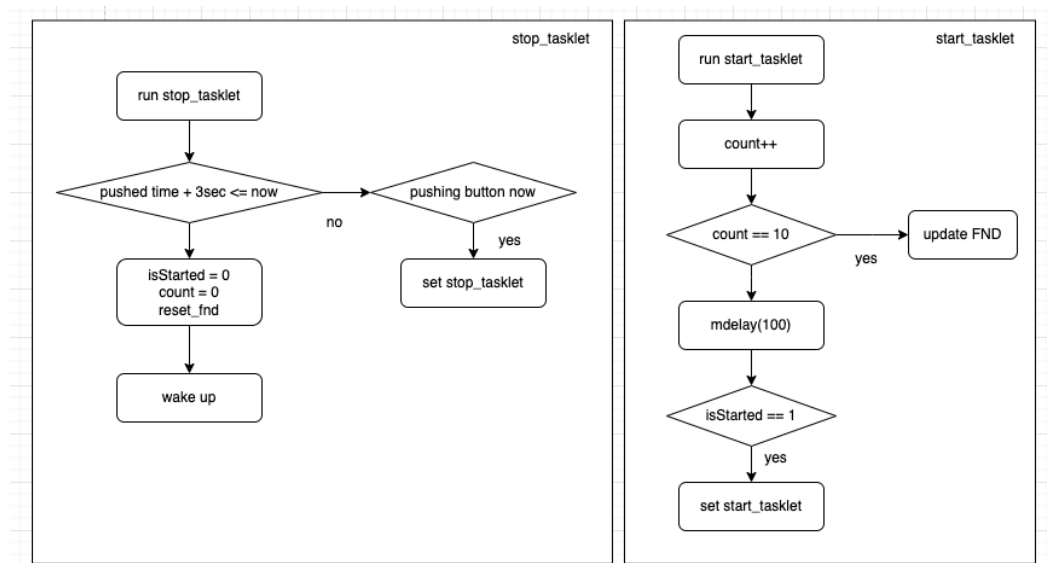 stop_tasklet
run stop_tasklet
pushed time + 3sec <= now
no
pushing button now
yes
set stop_tasklet
isStarted = 0
count = 0
reset_fnd
wake up
start_tasklet
run start_tasklet
count++
count == 10
yes
update FND
mdelay(100)
isStarted == 1
yes
set start_tasklet